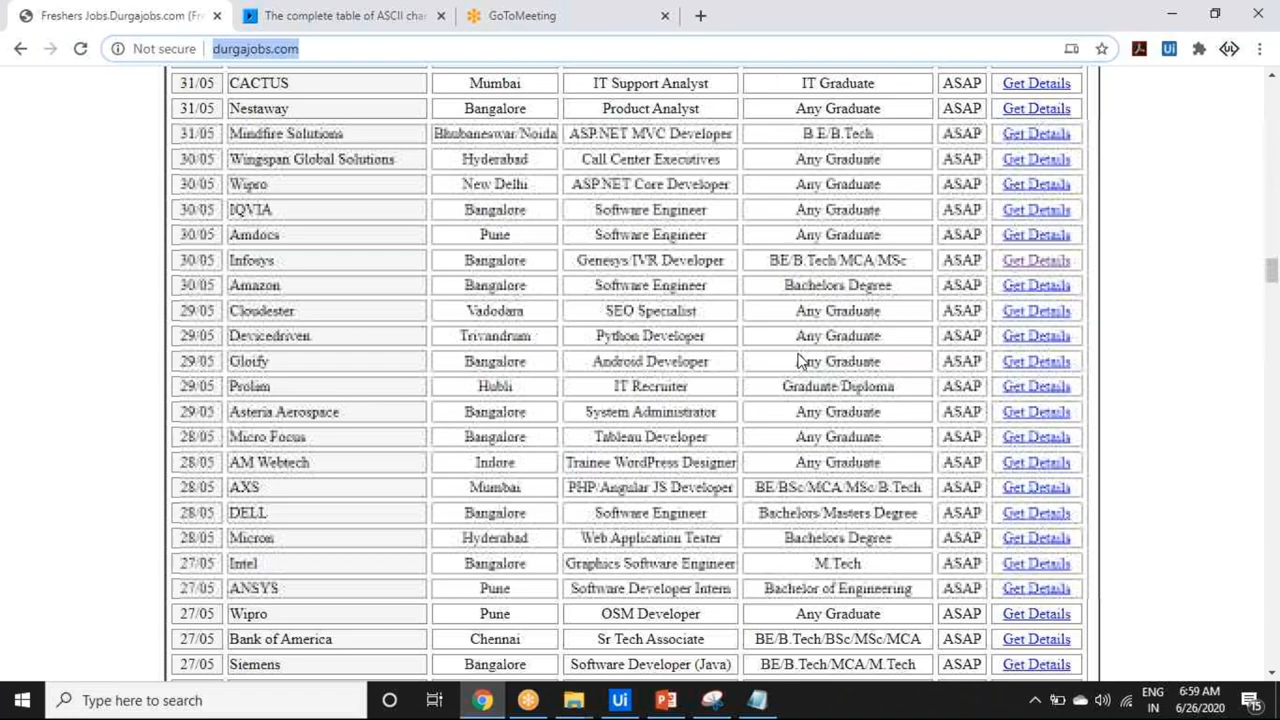 Freshers Jobs.Durgajobs.com (Fr
The complete table of ASCII cha
GoToMeeting
Not secure durgajobs.com
31/05 CACTUS Mumbai IT Support Analyst IT Graduate ASAP Get Details
31/05 Nestaway Bangalore Product Analyst Any Graduate ASAP Get Details
31/05 Mindfire Solutions Bhubaneswar/Noida ASP.NET MVC Developer B.E/B.Tech ASAP Get Details
30/05 Wingspan Global Solutions Hyderabad Call Center Executives Any Graduate ASAP Get Details
30/05 Wipro New Delhi ASP.NET Core Developer Any Graduate ASAP Get Details
30/05 IQVIA Bangalore Software Engineer Any Graduate ASAP Get Details
30/05 Amdocs Pune Software Engineer Any Graduate ASAP Get Details
30/05 Infosys Bangalore Genesys IVR Developer BE/B.Tech/MCA/MSc ASAP Get Details
30/05 Amazon Bangalore Software Engineer Bachelors Degree ASAP Get Details
29/05 Cloudester Vadodara SEO Specialist Any Graduate ASAP Get Details
29/05 Devicedriven Trivandrum Python Developer Any Graduate ASAP Get Details
29/05 Gloify Bangalore Android Developer Any Graduate ASAP Get Details
29/05 Prolim Hubli IT Recruiter Graduate/Diploma ASAP Get Details
29/05 Asteria Aerospace Bangalore System Administrator Any Graduate ASAP Get Details
28/05 Micro Focus Bangalore Tableau Developer Any Graduate ASAP Get Details
28/05 AM Webtech Indore Trainee WordPress Designer Any Graduate ASAP Get Details
28/05 AXS Mumbai PHP/Angular JS Developer BE/BSc/MCA/MSc/B.Tech ASAP Get Details
28/05 DELL Bangalore Software Engineer Bachelors/Masters Degree ASAP Get Details
28/05 Micron Hyderabad Web Application Tester Bachelors Degree ASAP Get Details
27/05 Intel Bangalore Graphics Software Engineer M.Tech ASAP Get Details
27/05 ANSYS Pune Software Developer Intern Bachelor of Engineering ASAP Get Details
27/05 Wipro Pune OSM Developer Any Graduate ASAP Get Details
27/05 Bank of America Chennai Sr Tech Associate BE/B.Tech/BSc/MSc/MCA ASAP Get Details
27/05 Siemens Bangalore Software Developer (Java) BE/B.Tech/MCA/M.Tech ASAP Get Details
Type here to search
ENG
IN
6:59 AM
6/26/2020
15